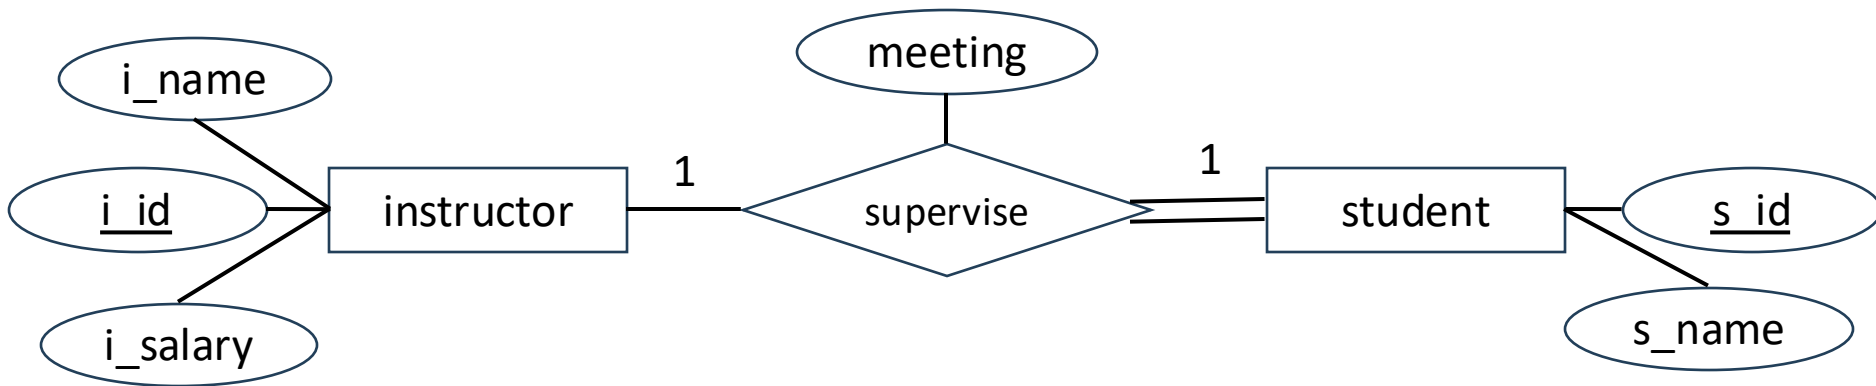 meeting
i_name
1
1
i_id
instructor
supervise
student
s_id
i_salary
s_name